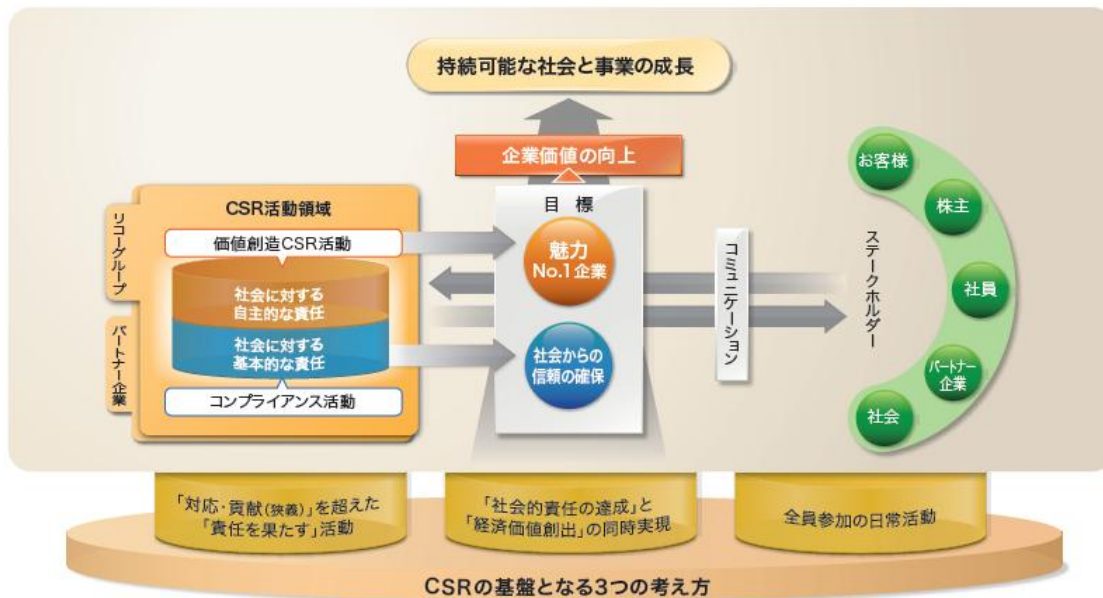 持続可能な社会と事業の成長
企業価値の向上
リコーグループ
パートナー企業
CSR活動領域
価値創造CSR活動
社会に対する
自主的な責任
社会に対する
基本的な責任
コンプライアンス活動
目 標
魅力
No.1企業
社会からの
信頼の確保
コミュニケーション
ステークホルダー
お客様
株主
社員
パートナー
企業
社会
「対応・貢献(狭義)」を超えた
「責任を果たす」活動
「社会的責任の達成」と
「経済価値創出」の同時実現
全員参加の日常活動
CSRの基盤となる3つの考え方